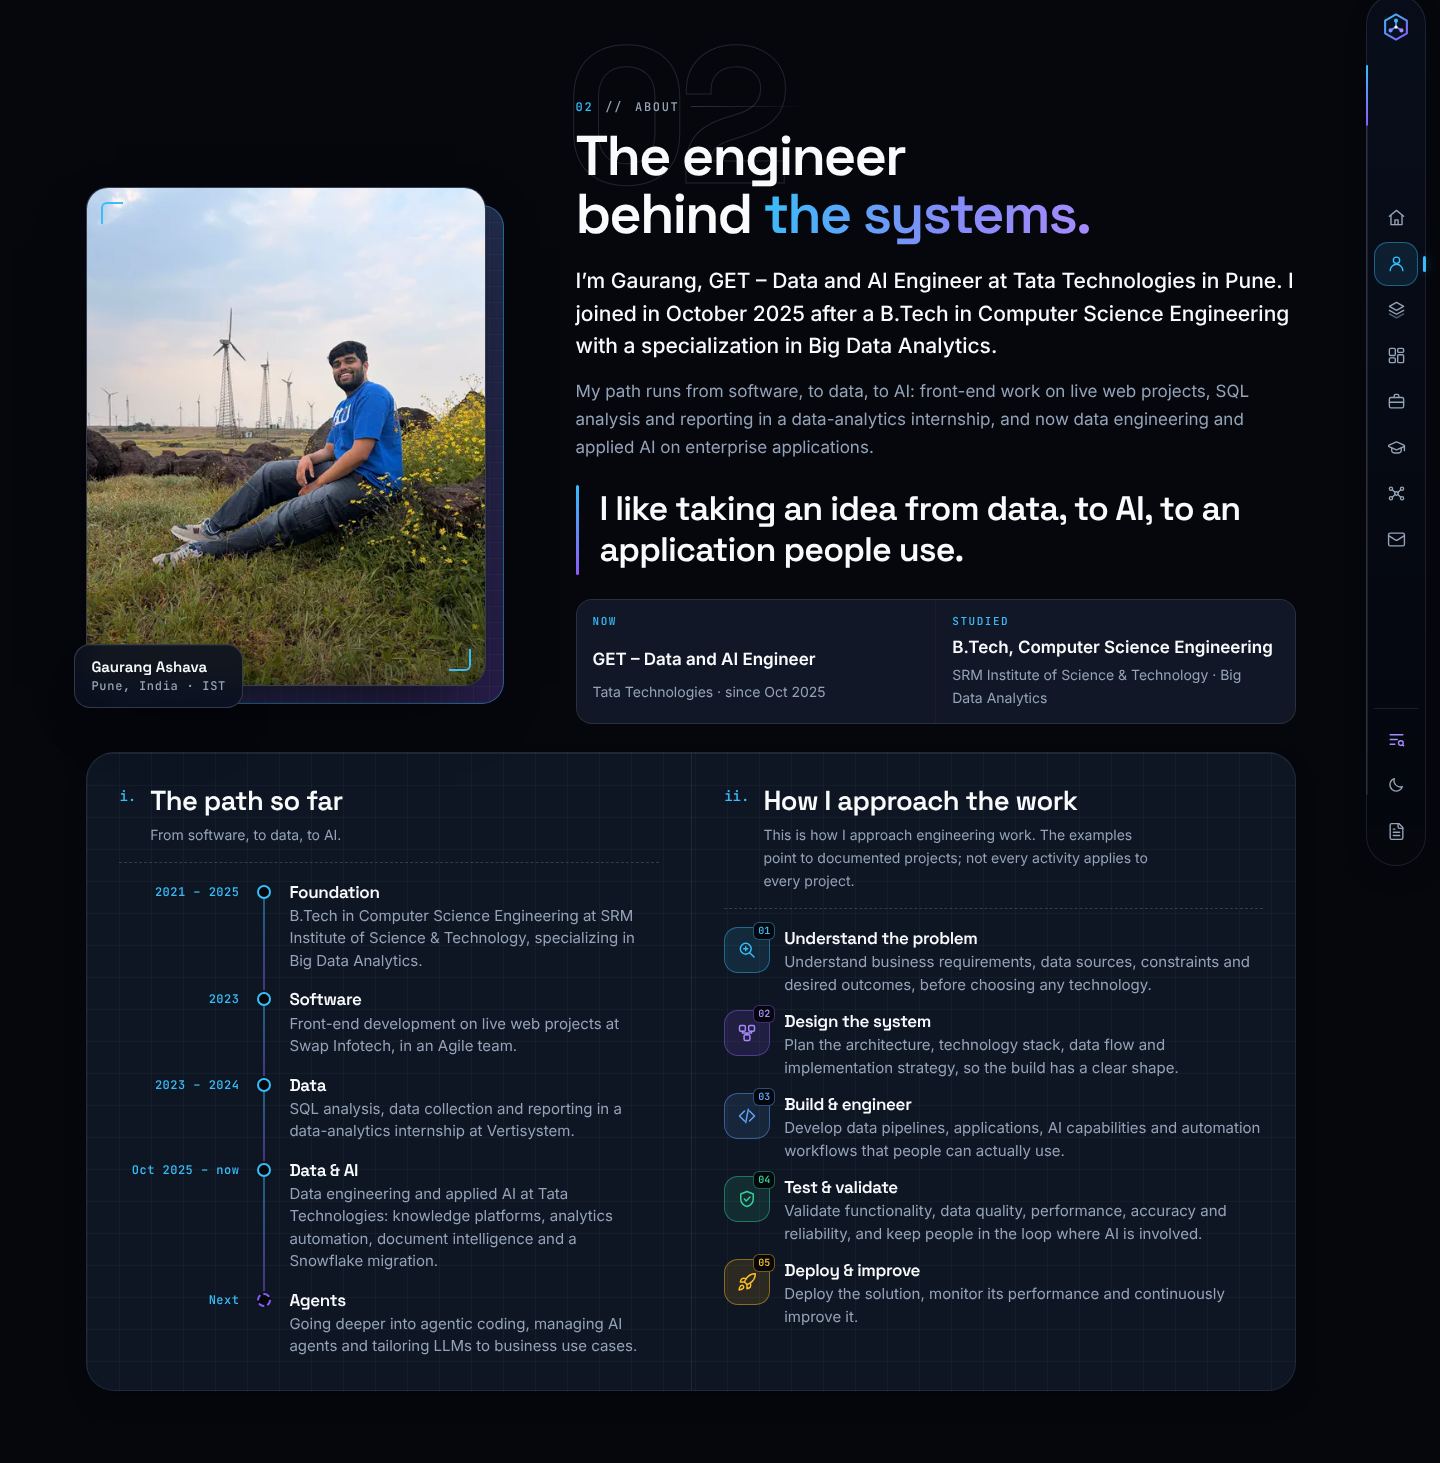 02
02 // ABOUT
The engineer
behind the systems.
I’m Gaurang, GET – Data and AI Engineer at Tata Technologies in Pune. I
joined in October 2025 after a B.Tech in Computer Science Engineering
with a specialization in Big Data Analytics.
My path runs from software, to data, to AI: front-end work on live web projects, SQL
analysis and reporting in a data-analytics internship, and now data engineering and
applied AI on enterprise applications.
I like taking an idea from data, to AI, to an
application people use.
NOW
GET – Data and AI Engineer
Tata Technologies · since Oct 2025
STUDIED
B.Tech, Computer Science Engineering
SRM Institute of Science & Technology · Big
Data Analytics
Gaurang Ashava
Pune, India · IST
i. The path so far
From software, to data, to AI.
2021 – 2025
Foundation
B.Tech in Computer Science Engineering at SRM
Institute of Science & Technology, specializing in
Big Data Analytics.
2023
Software
Front-end development on live web projects at
Swap Infotech, in an Agile team.
2023 – 2024
Data
SQL analysis, data collection and reporting in a
data-analytics internship at Vertisystem.
Oct 2025 – now
Data & AI
Data engineering and applied AI at Tata
Technologies: knowledge platforms, analytics
automation, document intelligence and a
Snowflake migration.
Next
Agents
Going deeper into agentic coding, managing AI
agents and tailoring LLMs to business use cases.
ii. How I approach the work
This is how I approach engineering work. The examples
point to documented projects; not every activity applies to
every project.
01
Understand the problem
Understand business requirements, data sources, constraints and
desired outcomes, before choosing any technology.
02
Design the system
Plan the architecture, technology stack, data flow and
implementation strategy, so the build has a clear shape.
03
Build & engineer
Develop data pipelines, applications, AI capabilities and automation
workflows that people can actually use.
04
Test & validate
Validate functionality, data quality, performance, accuracy and
reliability, and keep people in the loop where AI is involved.
05
Deploy & improve
Deploy the solution, monitor its performance and continuously
improve it.